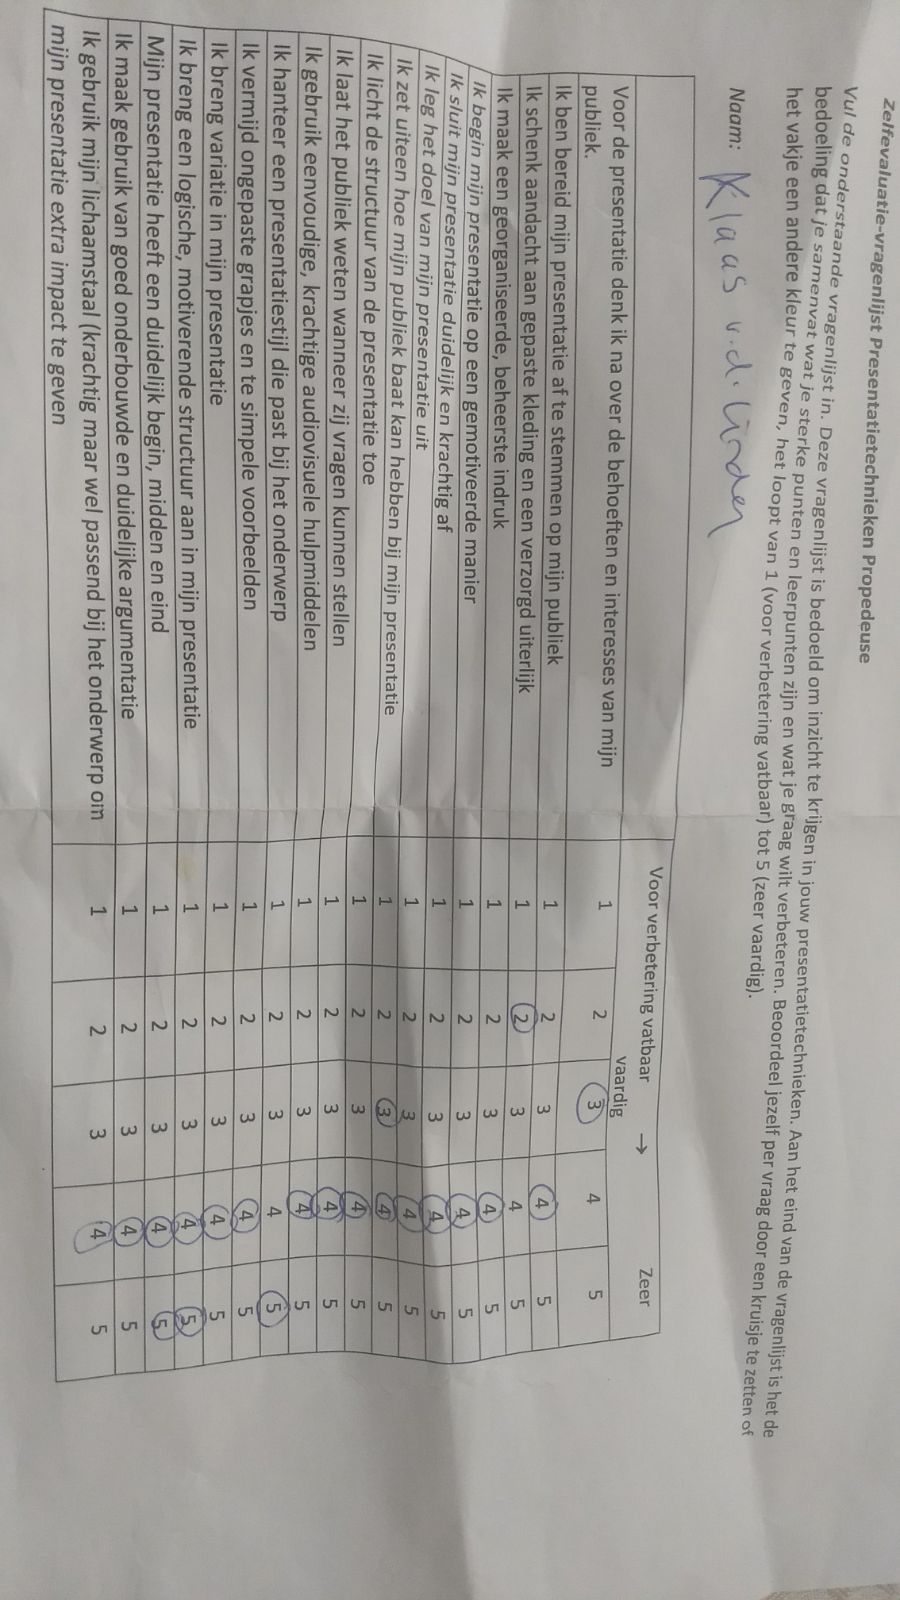 Zelfevaluatie-vragenlijst Presentatietechnieken Propedeuse
Vul de onderstaande vragenlijst in. Deze vragenlijst is bedoeld om inzicht te krijgen in jouw presentatietechnieken. Aan het eind van de vragenlijst is het de
bedoeling dat je samenvat wat je sterke punten en leerpunten zijn en wat je graag wilt verbeteren. Beoordeel jezelf per vraag door een kruisje te zetten of
het vakje een andere kleur te geven, het loopt van 1 (voor verbetering vatbaar) tot 5 (zeer vaardig).
Naam: Klaas v.d. Linden
Voor verbetering vatbaar → Zeer
vaardig
Voor de presentatie denk ik na over de behoeften en interesses van mijn 1 2 3 4 5
publiek.
Ik ben bereid mijn presentatie af te stemmen op mijn publiek 1 2 3 4 5
Ik schenk aandacht aan gepaste kleding en een verzorgd uiterlijk 1 2 3 4 5
Ik maak een georganiseerde, beheerste indruk 1 2 3 4 5
Ik begin mijn presentatie op een gemotiveerde manier 1 2 3 4 5
Ik sluit mijn presentatie duidelijk en krachtig af 1 2 3 4 5
Ik leg het doel van mijn presentatie uit 1 2 3 4 5
Ik zet uiteen hoe mijn publiek baat kan hebben bij mijn presentatie 1 2 3 4 5
Ik licht de structuur van de presentatie toe 1 2 3 4 5
Ik laat het publiek weten wanneer zij vragen kunnen stellen 1 2 3 4 5
Ik gebruik eenvoudige, krachtige audiovisuele hulpmiddelen 1 2 3 4 5
Ik hanteer een presentatiestijl die past bij het onderwerp 1 2 3 4 5
Ik vermijd ongepaste grapjes en te simpele voorbeelden 1 2 3 4 5
Ik breng variatie in mijn presentatie 1 2 3 4 5
Ik breng een logische, motiverende structuur aan in mijn presentatie 1 2 3 4 5
Mijn presentatie heeft een duidelijk begin, midden en eind 1 2 3 4 5
Ik maak gebruik van goed onderbouwde en duidelijke argumentatie 1 2 3 4 5
Ik gebruik mijn lichaamstaal (krachtig maar wel passend bij het onderwerp om 1 2 3 4 5
mijn presentatie extra impact te geven